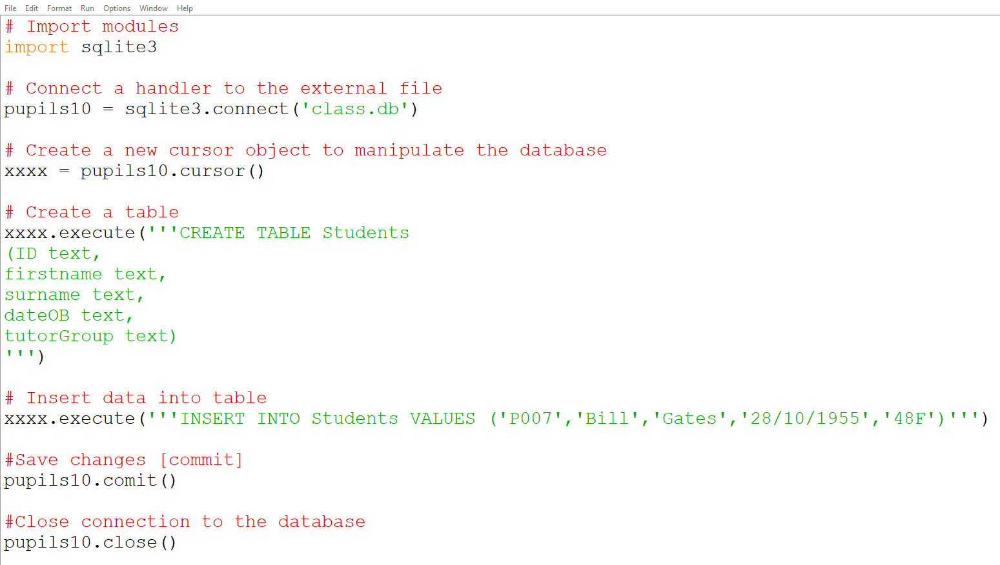 File Edit Format Run Options Window Help
# Import modules
import sqlite3
# Connect a handler to the external file
pupils10 = sqlite3.connect('class.db')
# Create a new cursor object to manipulate the database
xxxx = pupils10.cursor()
# Create a table
xxxx.execute('''CREATE TABLE Students
(ID text,
firstname text,
surname text,
dateOB text,
tutorGroup text)
''')
# Insert data into table
xxxx.execute('''INSERT INTO Students VALUES ('P007','Bill','Gates','28/10/1955','48F')''')
#Save changes [commit]
pupils10.comit()
#Close connection to the database
pupils10.close()